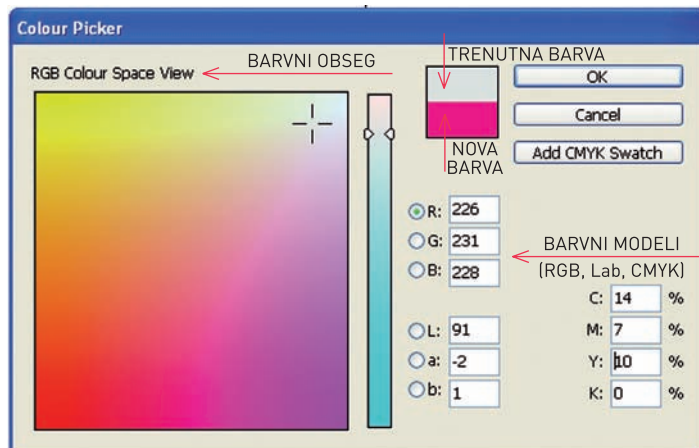 Colour Picker
RGB Colour Space View
BARVNI OBSEG
TRENUTNA BARVA
NOVA
BARVA
OK
Cancel
Add CMYK Swatch
R: 226
G: 231
B: 228
BARVNI MODELI
(RGB, Lab, CMYK)
L: 91
a: -2
b: 1
C: 14 %
M: 7 %
Y: 10 %
K: 0 %